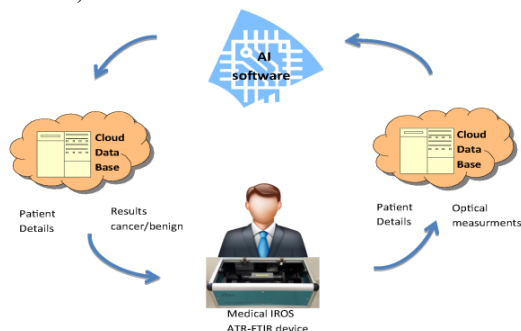 AI
software
Cloud
Data
Base
Cloud
Data
Base
Patient
Details
Results
cancer/benign
Patient
Details
Optical
measurments
Medical IROS
ATR-FTIR device